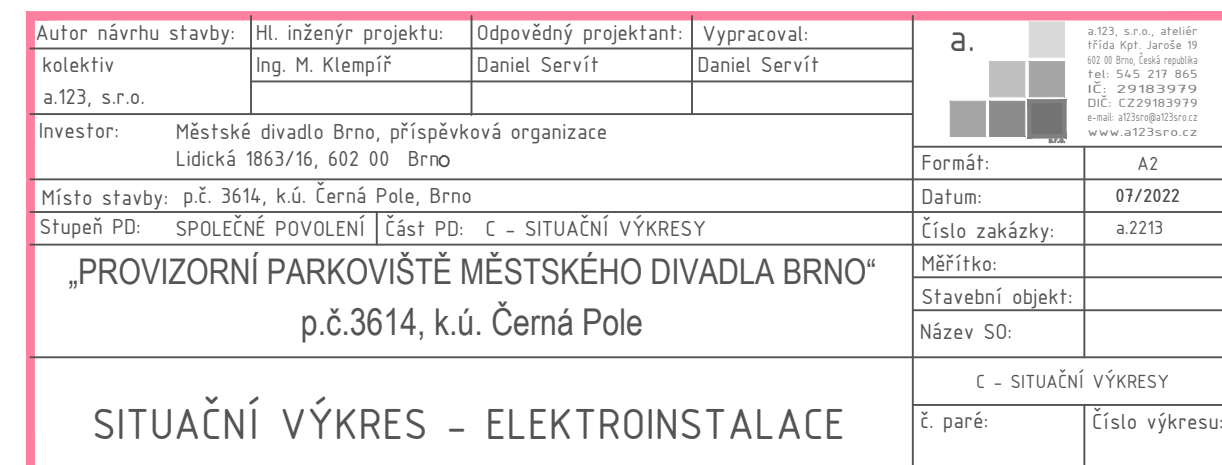 Autor návrhu stavby: Hl. inženýr projektu: Odpovědný projektant: Vypracoval:
kolektiv Ing. M. Klempíř Daniel Servít Daniel Servít
a.123, s.r.o.
Investor: Městské divadlo Brno, příspěvková organizace
Lidická 1863/16, 602 00 Brno
Místo stavby: p.č. 3614, k.ú. Černá Pole, Brno
Stupeň PD: SPOLEČNÉ POVOLENÍ Část PD: C - SITUAČNÍ VÝKRESY
„PROVIZORNÍ PARKOVIŠTĚ MĚSTSKÉHO DIVADLA BRNO“
p.č.3614, k.ú. Černá Pole
SITUAČNÍ VÝKRES - ELEKTROINSTALACE
a.
s.r.o.
a.123, s.r.o., ateliér
třída Kpt. Jaroše 19
602 00 Brno, Česká republika
tel: 545 217 865
IČ: 29183979
DIČ: CZ29183979
e-mail: a123sro@a123sro.cz
www.a123sro.cz
Formát: A2
Datum: 07/2022
Číslo zakázky: a.2213
Měřítko:
Stavební objekt:
Název SO:
C - SITUAČNÍ VÝKRESY
č. paré: Číslo výkresu: